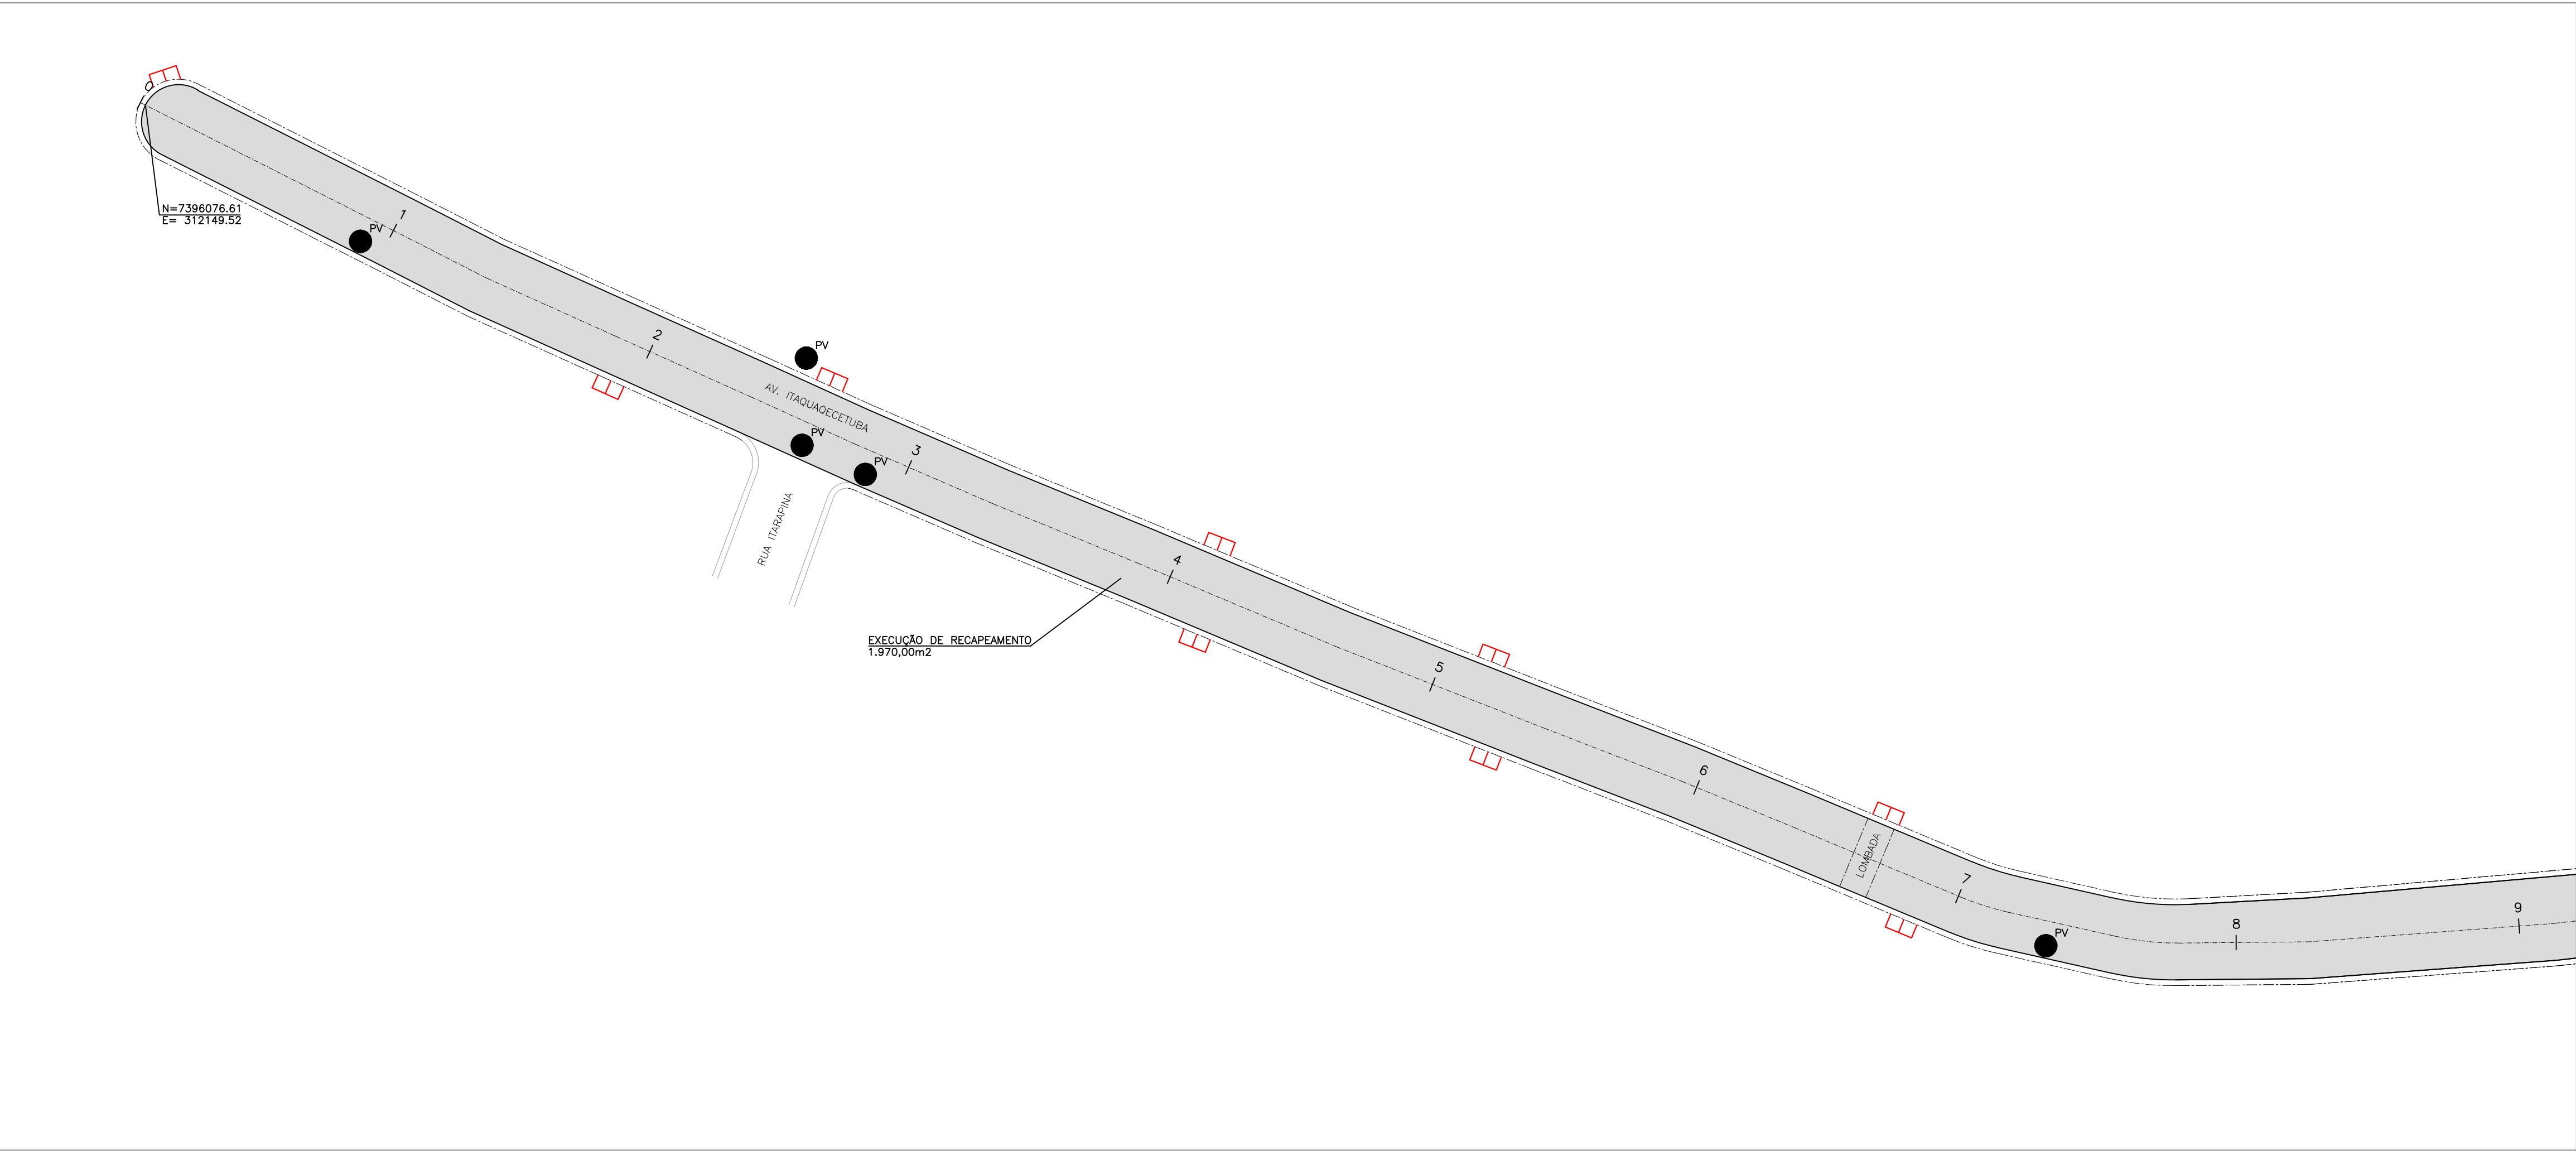 0
N=7396076.61
E= 312149.52
1
PV
2
PV
AV. ITAQUAQECETUBA
PV
PV
3
RUA ITARAPINA
4
EXECUÇÃO DE RECAPEAMENTO
1.970,00m2
5
6
LOMBADA
7
PV
8
9